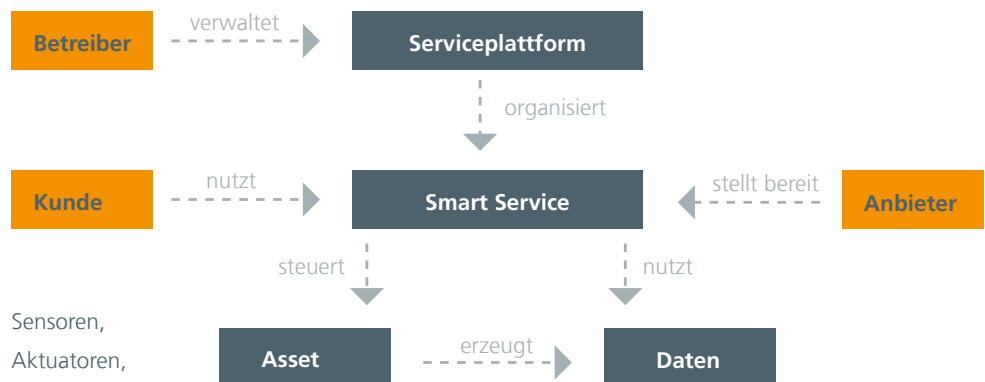 Betreiber
verwaltet
Serviceplattform
organisiert
Kunde
nutzt
Smart Service
stellt bereit
Anbieter
steuert
nutzt
Sensoren,
Aktuatoren,
Asset
erzeugt
Daten